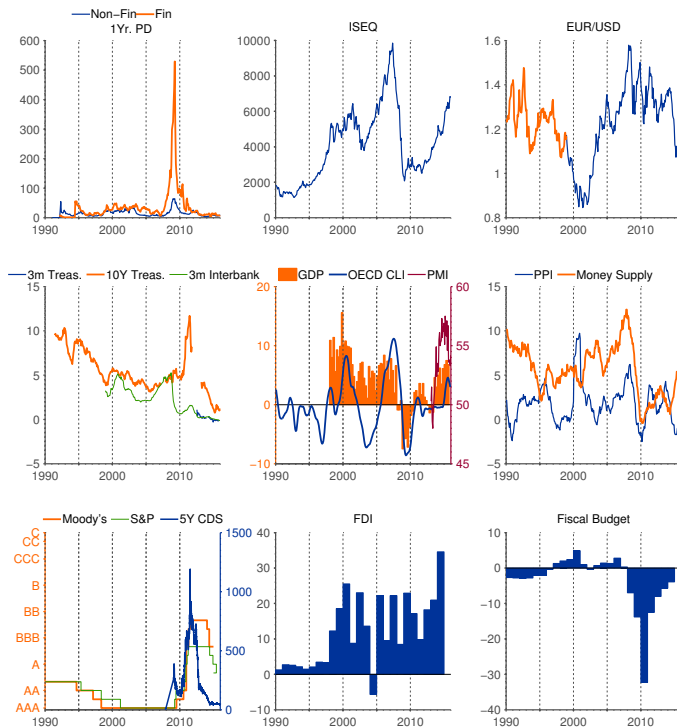 Non−Fin Fin
1Yr. PD
ISEQ
EUR/USD
600
500
400
300
200
100
0
1990 2000 2010
10000
8000
6000
4000
2000
0
1990 2000 2010
1.6
1.4
1.2
1
0.8
1990 2000 2010
3m Treas. 10Y Treas. 3m Interbank
GDP OECD CLI PMI
PPI Money Supply
15
10
5
0
−5
1990 2000 2010
20
10
0
−10
60
55
50
45
1990 2000 2010
15
10
5
0
−5
1990 2000 2010
Moody's S&P 5Y CDS
FDI
Fiscal Budget
C
CC
CCC
B
BB
BBB
A
AA
AAA
1500
1000
500
0
1990 2000 2010
40
30
20
10
0
−10
1990 2000 2010
10
0
−10
−20
−30
−40
1990 2000 2010